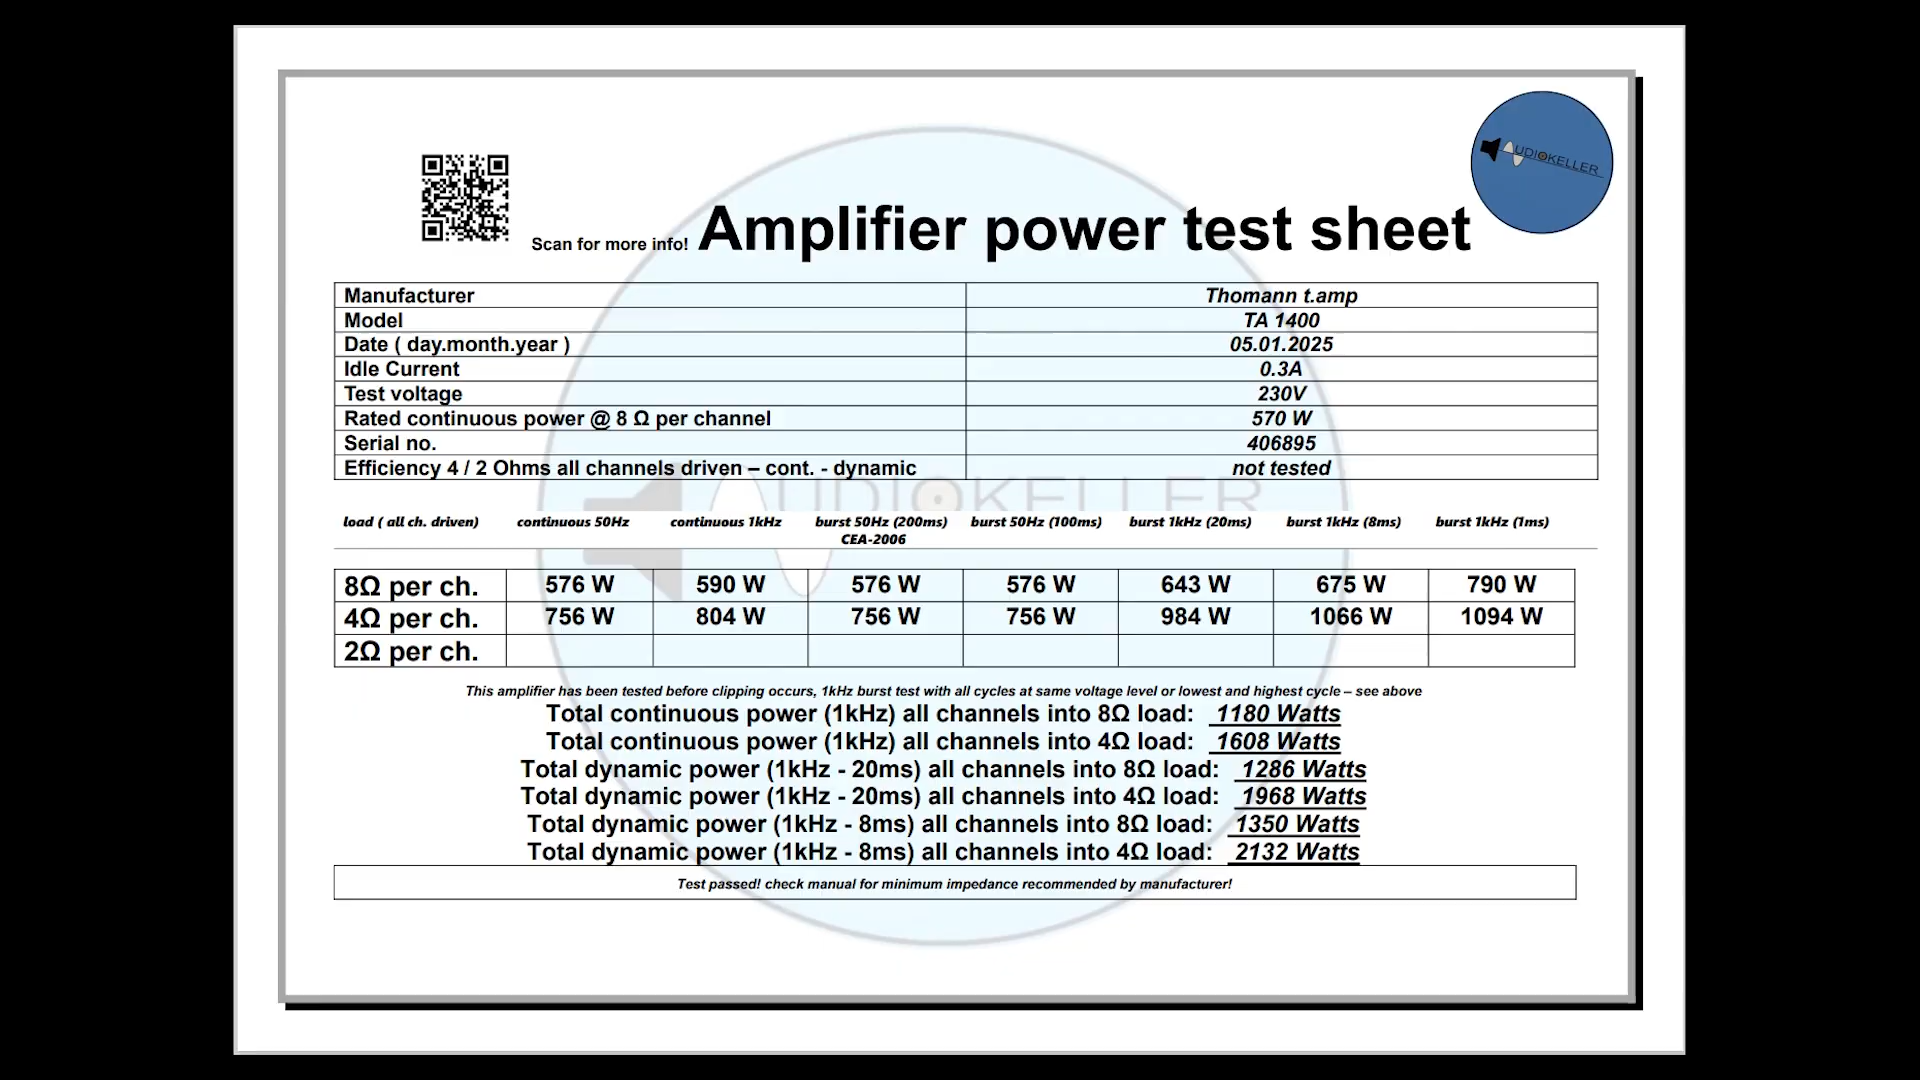 UDIOKELLER
Scan for more info! Amplifier power test sheet
Manufacturer Thomann t.amp
Model TA 1400
Date ( day.month.year ) 05.01.2025
Idle Current 0.3A
Test voltage 230V
Rated continuous power @ 8 Ω per channel 570 W
Serial no. 406895
Efficiency 4 / 2 Ohms all channels driven – cont. - dynamic not tested
UDIOKELLER
load ( all ch. driven) continuous 50Hz continuous 1kHz burst 50Hz (200ms) burst 50Hz (100ms) burst 1kHz (20ms) burst 1kHz (8ms) burst 1kHz (1ms)
CEA-2006
8Ω per ch. 576 W 590 W 576 W 576 W 643 W 675 W 790 W
4Ω per ch. 756 W 804 W 756 W 756 W 984 W 1066 W 1094 W
2Ω per ch.
This amplifier has been tested before clipping occurs, 1kHz burst test with all cycles at same voltage level or lowest and highest cycle – see above
Total continuous power (1kHz) all channels into 8Ω load: 1180 Watts
Total continuous power (1kHz) all channels into 4Ω load: 1608 Watts
Total dynamic power (1kHz - 20ms) all channels into 8Ω load: 1286 Watts
Total dynamic power (1kHz - 20ms) all channels into 4Ω load: 1968 Watts
Total dynamic power (1kHz - 8ms) all channels into 8Ω load: 1350 Watts
Total dynamic power (1kHz - 8ms) all channels into 4Ω load: 2132 Watts
Test passed! check manual for minimum impedance recommended by manufacturer!